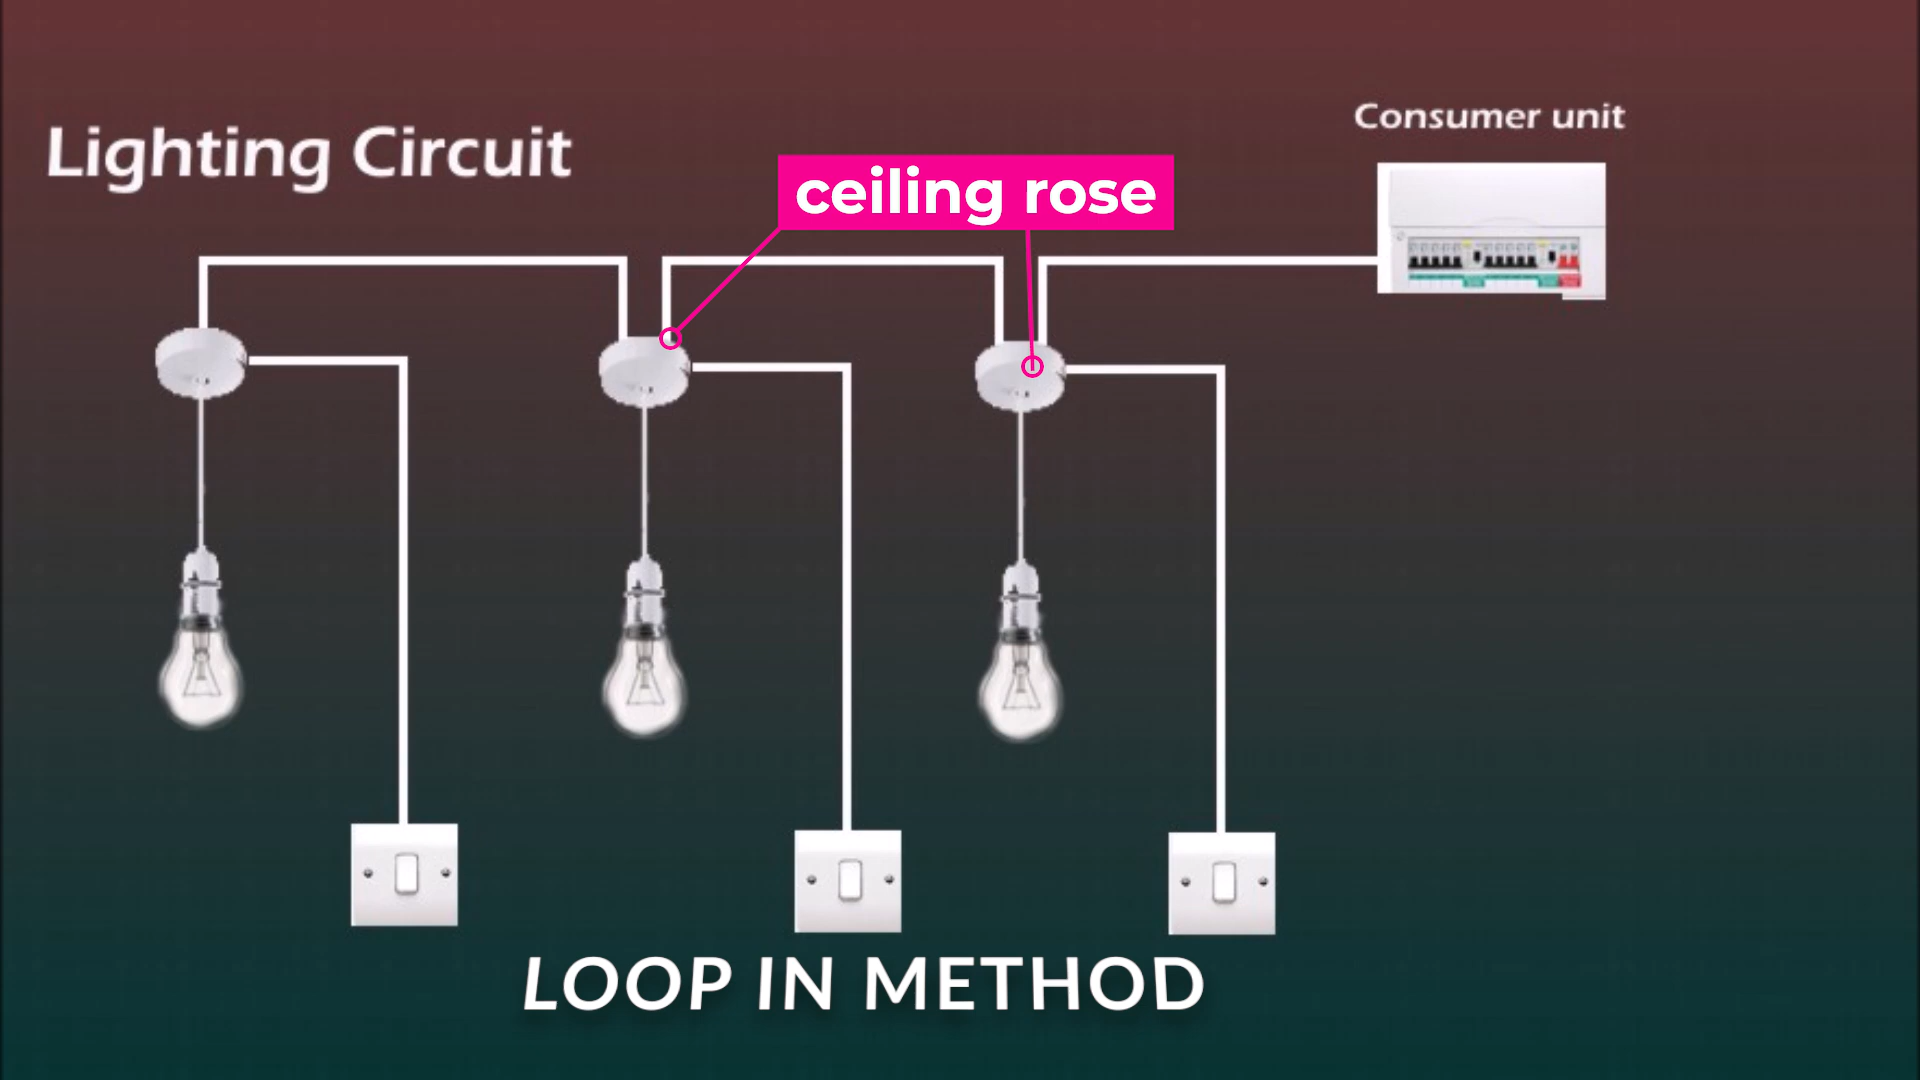 Consumer unit
Lighting Circuit
ceiling rose
LOOP IN METHOD